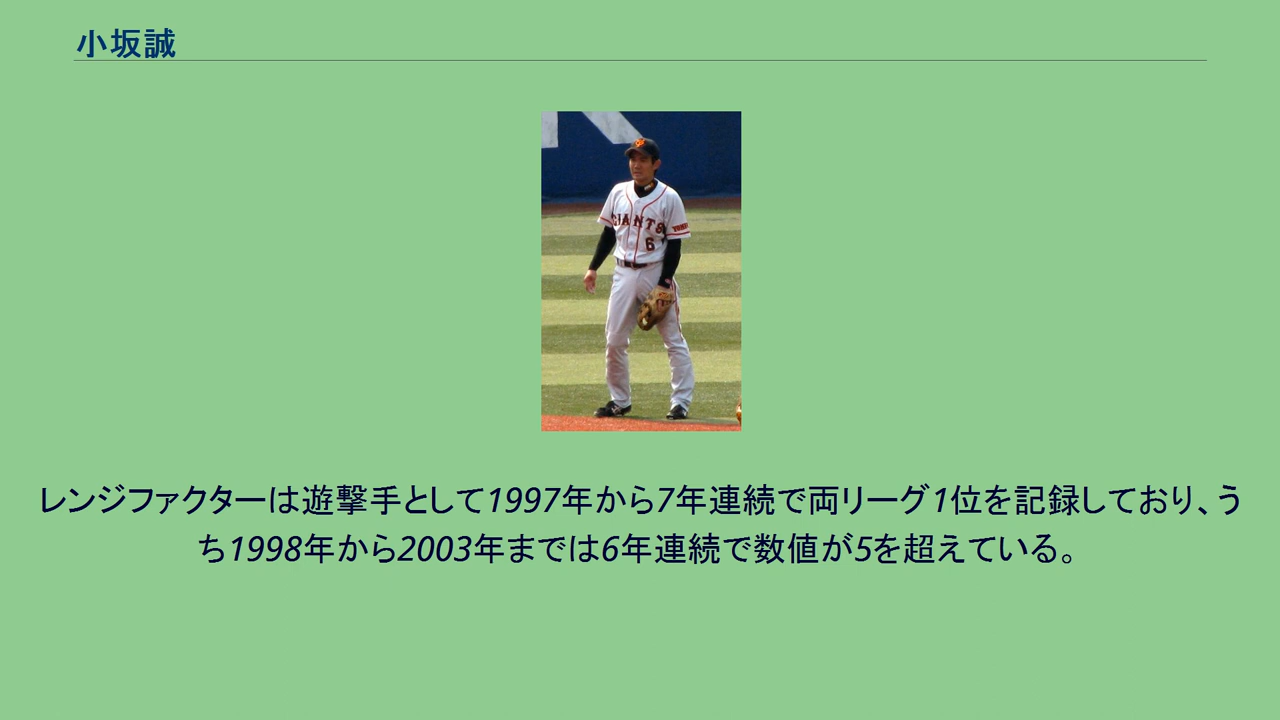 小坂誠
GIANTS
6
レンジファクターは遊撃手として1997年から7年連続で両リーグ1位を記録しており、う
ち1998年から2003年までは6年連続で数値が5を超えている。